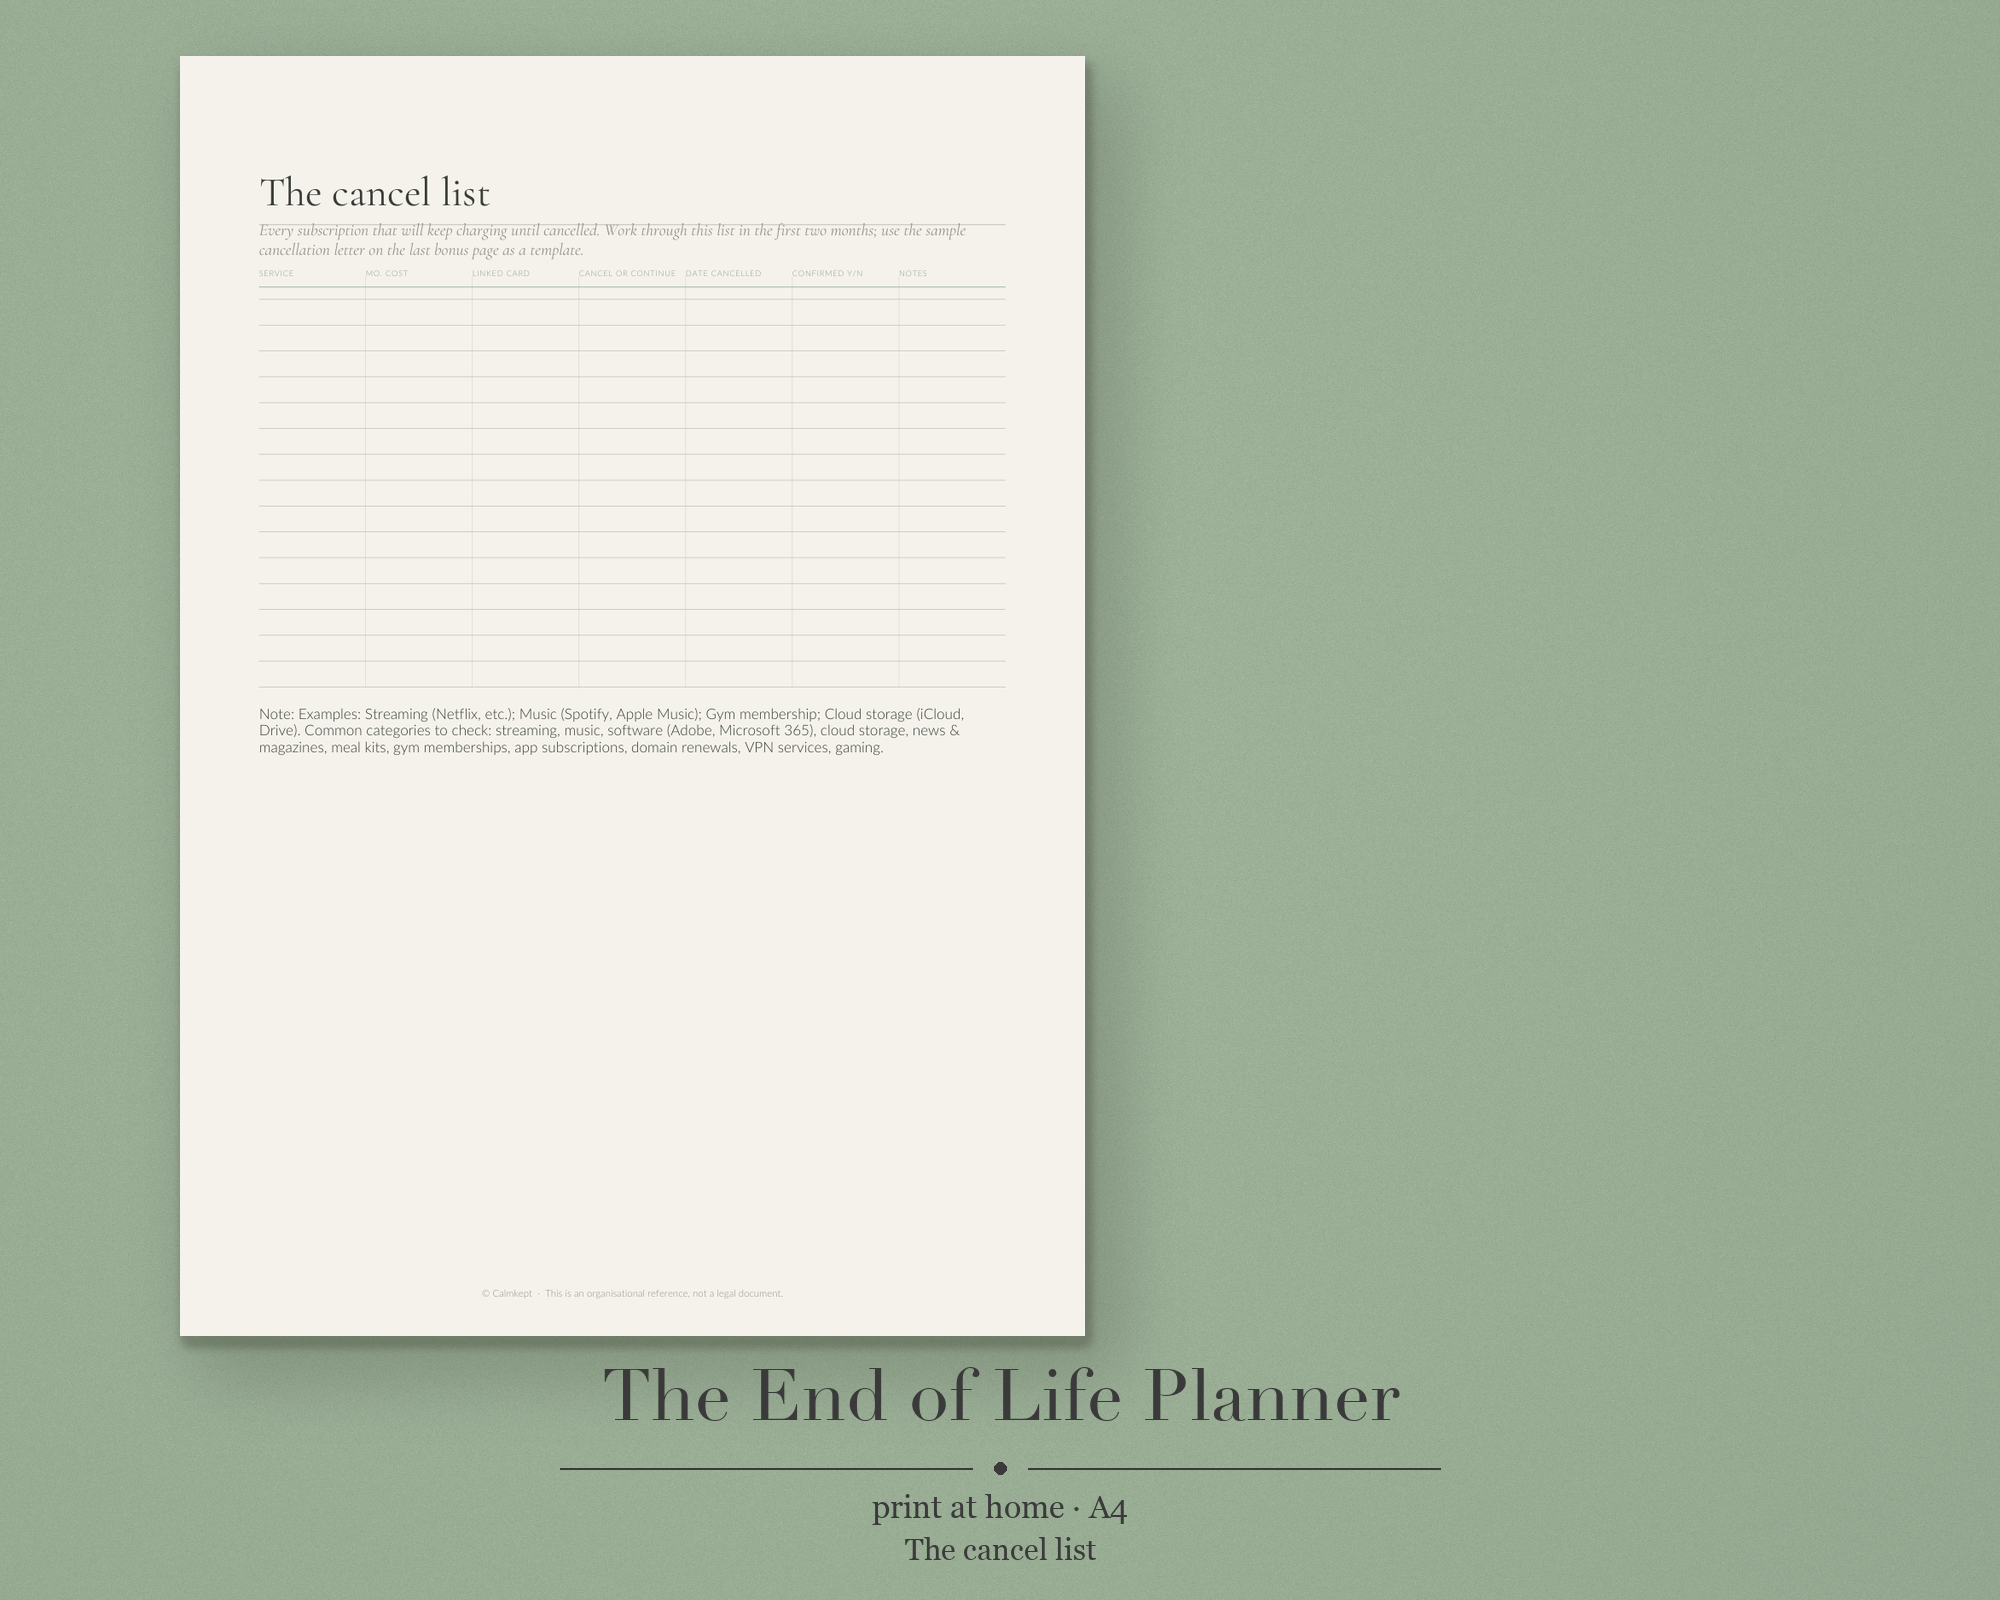 The cancel list
Every subscription that will keep charging until cancelled. Work through this list in the first two months; use the sample
cancellation letter on the last bonus page as a template.
SERVICE MO. COST LINKED CARD CANCEL OR CONTINUE DATE CANCELLED CONFIRMED Y/N NOTES
Note: Examples: Streaming (Netflix, etc.); Music (Spotify, Apple Music); Gym membership; Cloud storage (iCloud,
Drive). Common categories to check: streaming, music, software (Adobe, Microsoft 365), cloud storage, news &
magazines, meal kits, gym memberships, app subscriptions, domain renewals, VPN services, gaming.
© Calmkept · This is an organisational reference, not a legal document.
The End of Life Planner
print at home · A4
The cancel list